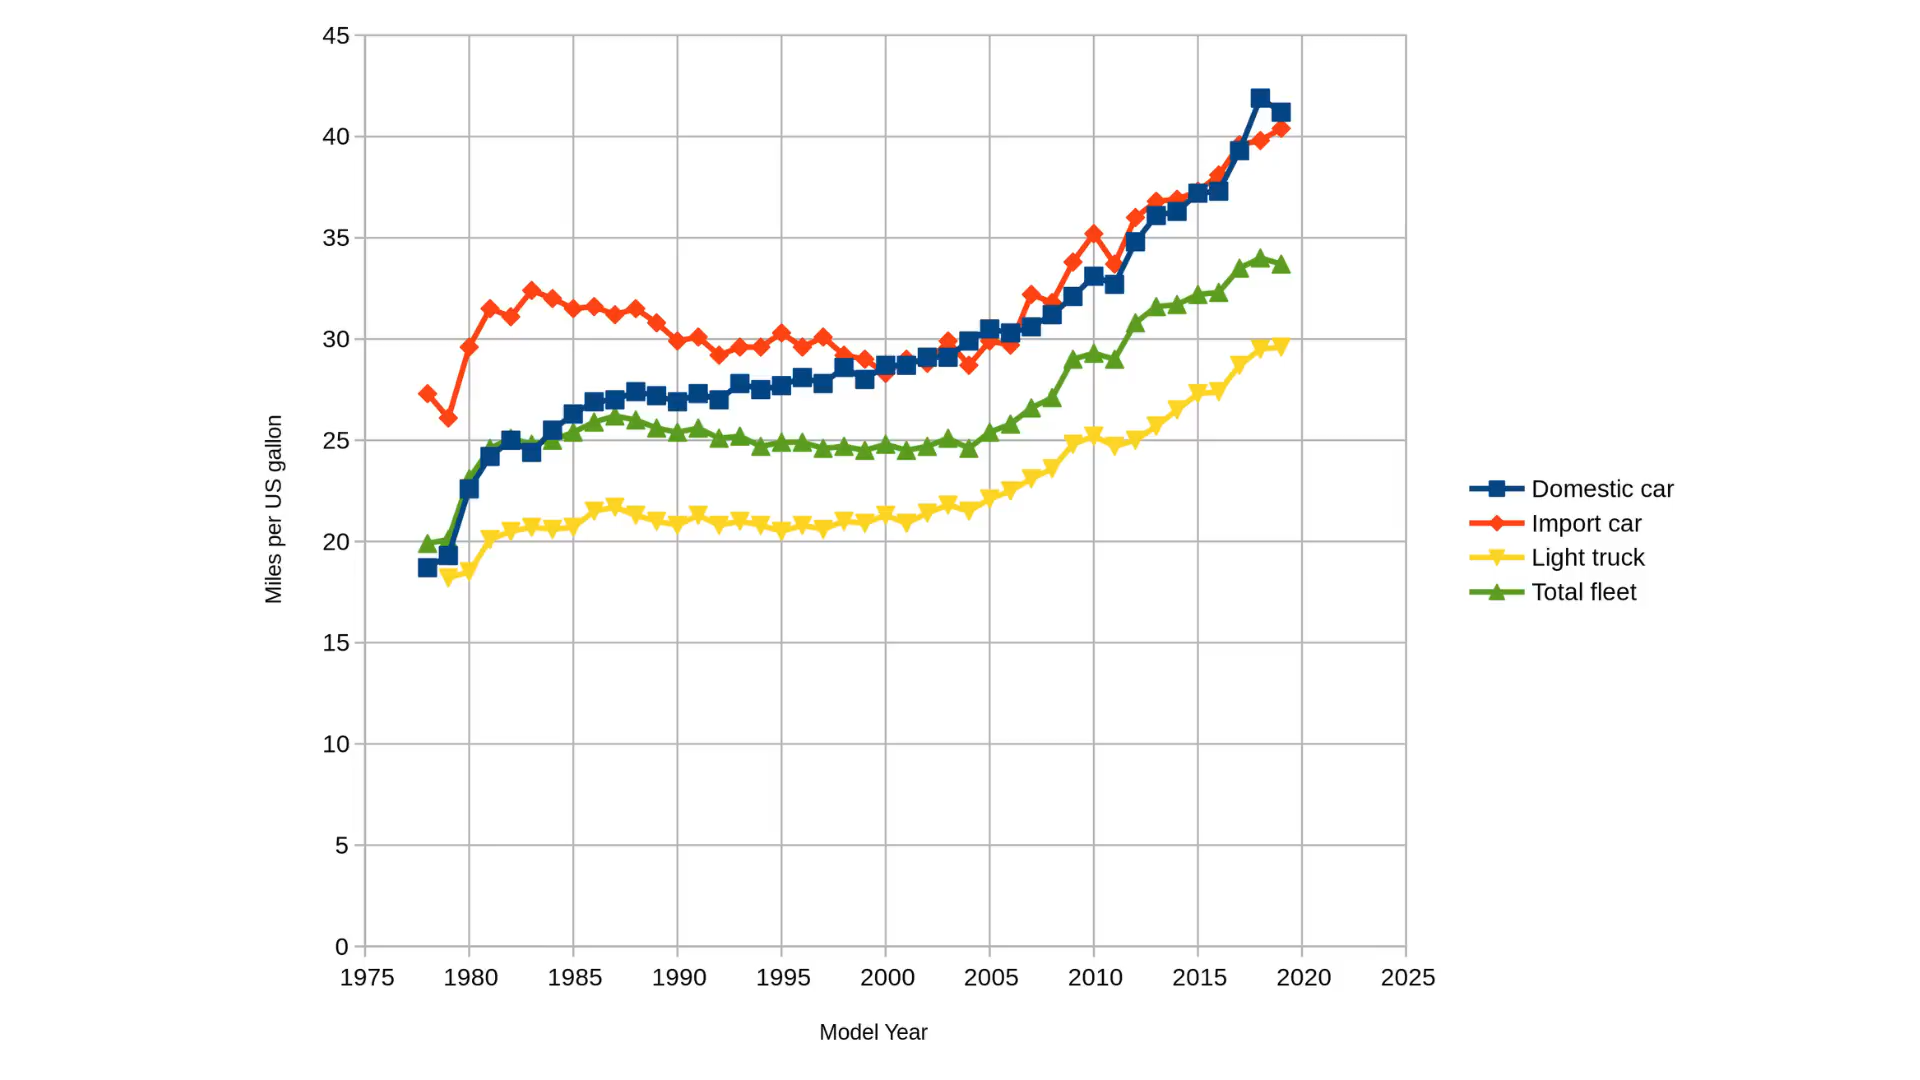 45
40
35
30
25
20
15
10
5
0
Miles per US gallon
1975 1980 1985 1990 1995 2000 2005 2010 2015 2020 2025
Model Year
Domestic car
Import car
Light truck
Total fleet